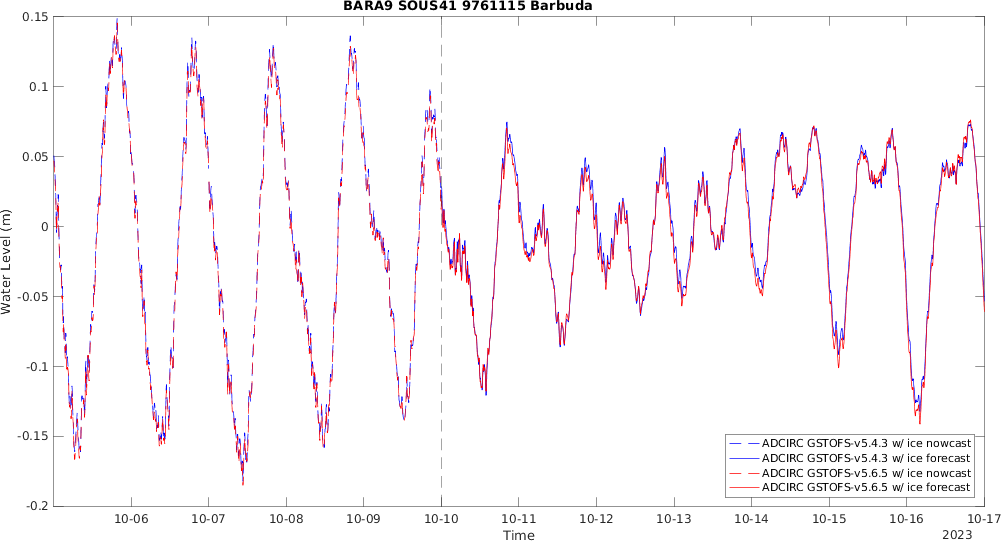 BARA9 SOUS41 9761115 Barbuda
0.15
0.1
0.05
0
-0.05
-0.1
-0.15
-0.2
Water Level (m)
10-06 10-07 10-08 10-09 10-10 10-11 10-12 10-13 10-14 10-15 10-16 10-17
Time
2023
ADCIRC GSTOFS-v5.4.3 w/ ice nowcast
ADCIRC GSTOFS-v5.4.3 w/ ice forecast
ADCIRC GSTOFS-v5.6.5 w/ ice nowcast
ADCIRC GSTOFS-v5.6.5 w/ ice forecast